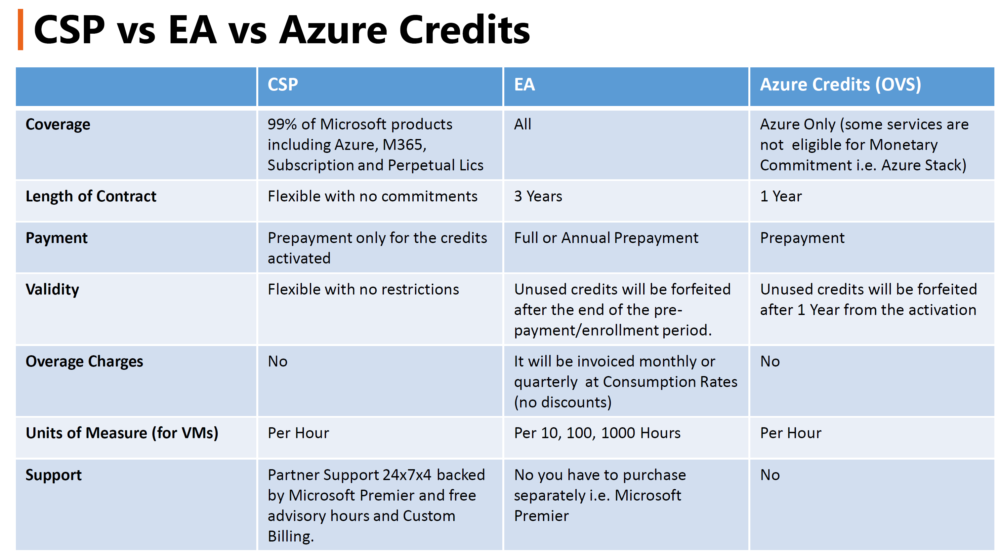 CSP vs EA vs Azure Credits
CSP
EA
Azure Credits (OVS)
Coverage
99% of Microsoft products
including Azure, M365,
Subscription and Perpetual Lics
All
Azure Only (some services are
not  eligible for Monetary
Commitment i.e. Azure Stack)
Length of Contract
Flexible with no commitments
3 Years
1 Year
Payment
Prepayment only for the credits
activated
Full or Annual Prepayment
Prepayment
Validity
Flexible with no restrictions
Unused credits will be forfeited
after the end of the pre-
payment/enrollment period.
Unused credits will be forfeited
after 1 Year from the activation
Overage Charges
No
It will be invoiced monthly or
quarterly  at Consumption Rates
(no discounts)
No
Units of Measure (for VMs)
Per Hour
Per 10, 100, 1000 Hours
Per Hour
Support
Partner Support 24x7x4 backed
by Microsoft Premier and free
advisory hours and Custom
Billing.
No you have to purchase
separately i.e. Microsoft
Premier
No